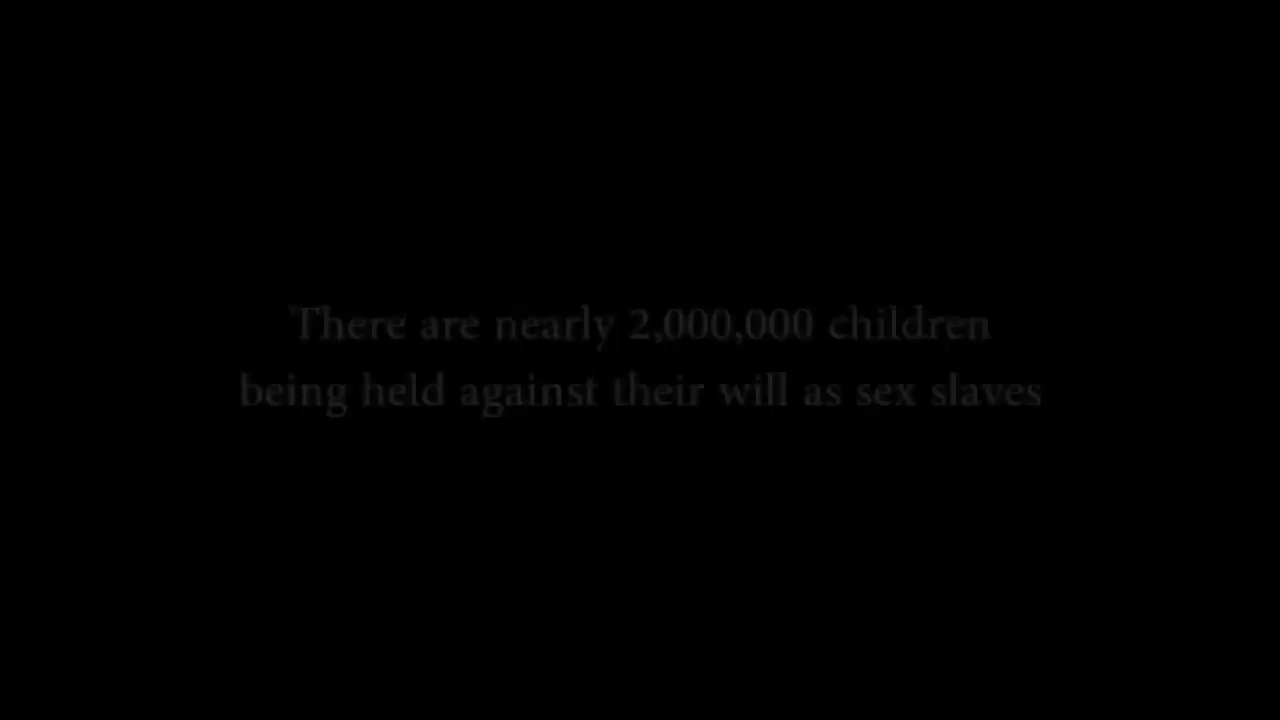 There are nearly 2,000,000 children
being held against their will as sex slaves